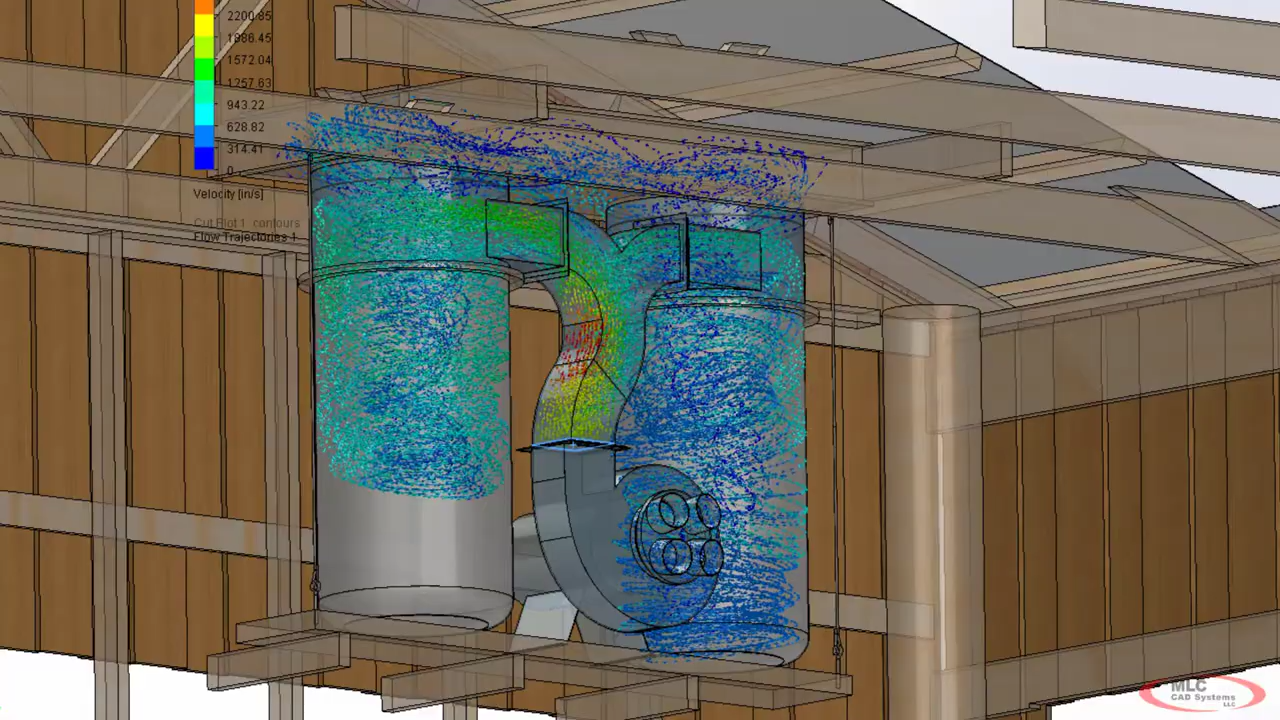 2200.85
1886.45
1572.04
1257.63
943.22
628.82
314.41
0
Velocity [in/s]
Cut Plot 1: contours
Flow Trajectories 1
MLC
CAD Systems
LLC